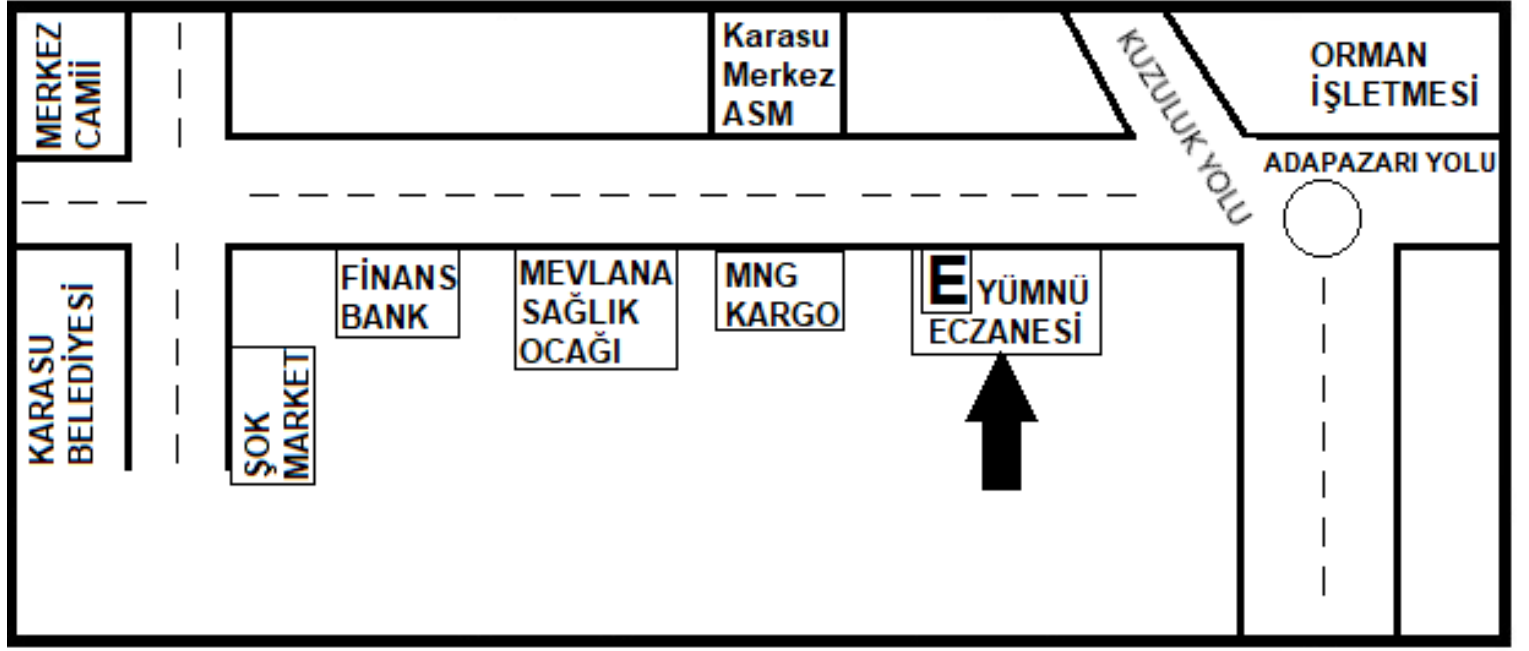 MERKEZ
CAMİİ
Karasu
Merkez
ASM
KUZULUK YOLU
ORMAN
İŞLETMESİ
ADAPAZARI YOLU
KARASU
BELEDİYESİ
ŞOK
MARKET
FİNANS
BANK
MEVLANA
SAĞLIK
OCAĞI
MNG
KARGO
E YÜMNÜ
ECZANESİ